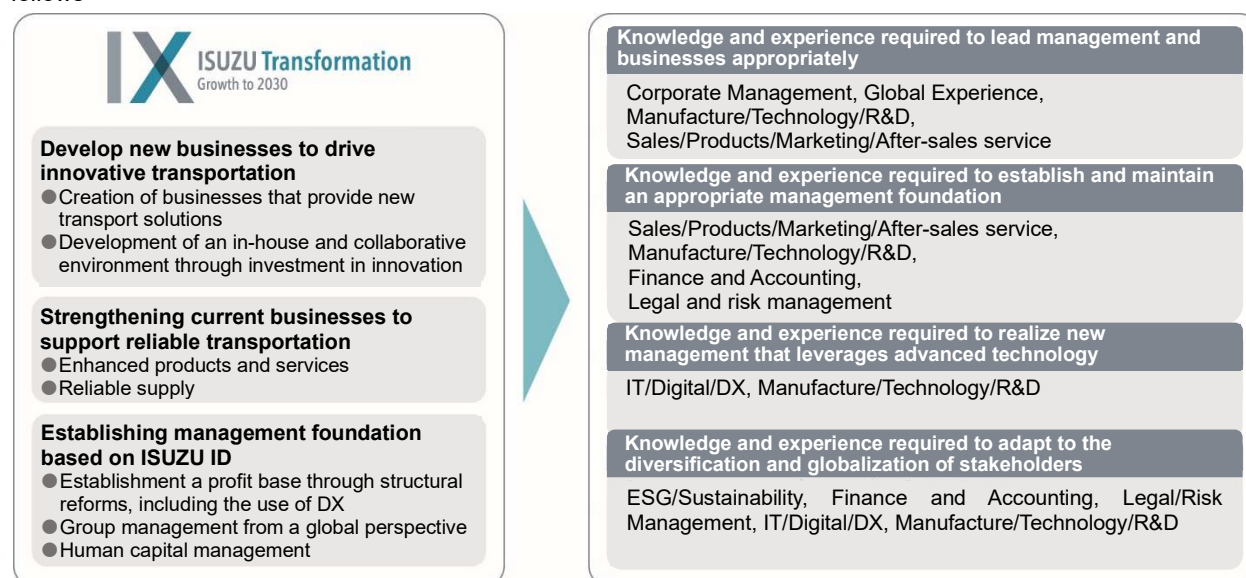 follows
IX ISUZU Transformation
Growth to 2030
Develop new businesses to drive
innovative transportation
●Creation of businesses that provide new
transport solutions
●Development of an in-house and collaborative
environment through investment in innovation
Strengthening current businesses to
support reliable transportation
●Enhanced products and services
●Reliable supply
Establishing management foundation
based on ISUZU ID
●Establishment a profit base through structural
reforms, including the use of DX
●Group management from a global perspective
●Human capital management
Knowledge and experience required to lead management and
businesses appropriately
Corporate Management, Global Experience,
Manufacture/Technology/R&D,
Sales/Products/Marketing/After-sales service
Knowledge and experience required to establish and maintain
an appropriate management foundation
Sales/Products/Marketing/After-sales service,
Manufacture/Technology/R&D,
Finance and Accounting,
Legal and risk management
Knowledge and experience required to realize new
management that leverages advanced technology
IT/Digital/DX, Manufacture/Technology/R&D
Knowledge and experience required to adapt to the
diversification and globalization of stakeholders
ESG/Sustainability, Finance and Accounting, Legal/Risk
Management, IT/Digital/DX, Manufacture/Technology/R&D